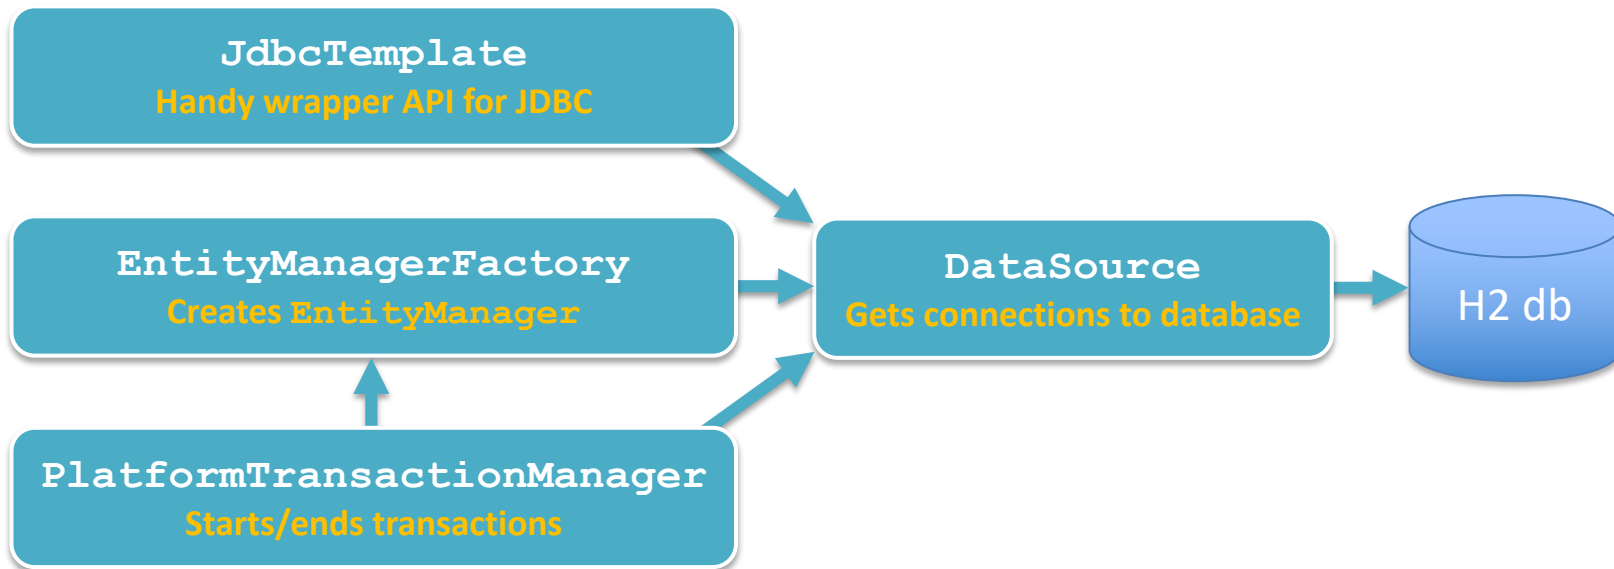 JdbcTemplate
Handy wrapper API for JDBC
EntityManagerFactory
Creates EntityManager
DataSource
Gets connections to database
H2 db
PlatformTransactionManager
Starts/ends transactions